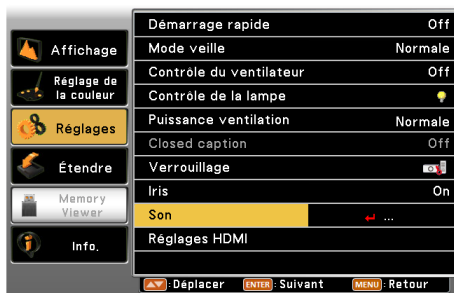 Affichage
Réglage de
la couleur
Réglages
Étendre
Memory
Viewer
Info.
Démarrage rapide Off
Mode veille Normale
Contrôle du ventilateur Off
Contrôle de la lampe
Puissance ventilation Normale
Closed caption Off
Verrouillage
Iris On
Son ...
Réglages HDMI
:Déplacer ENTER :Suivant MENU :Retour